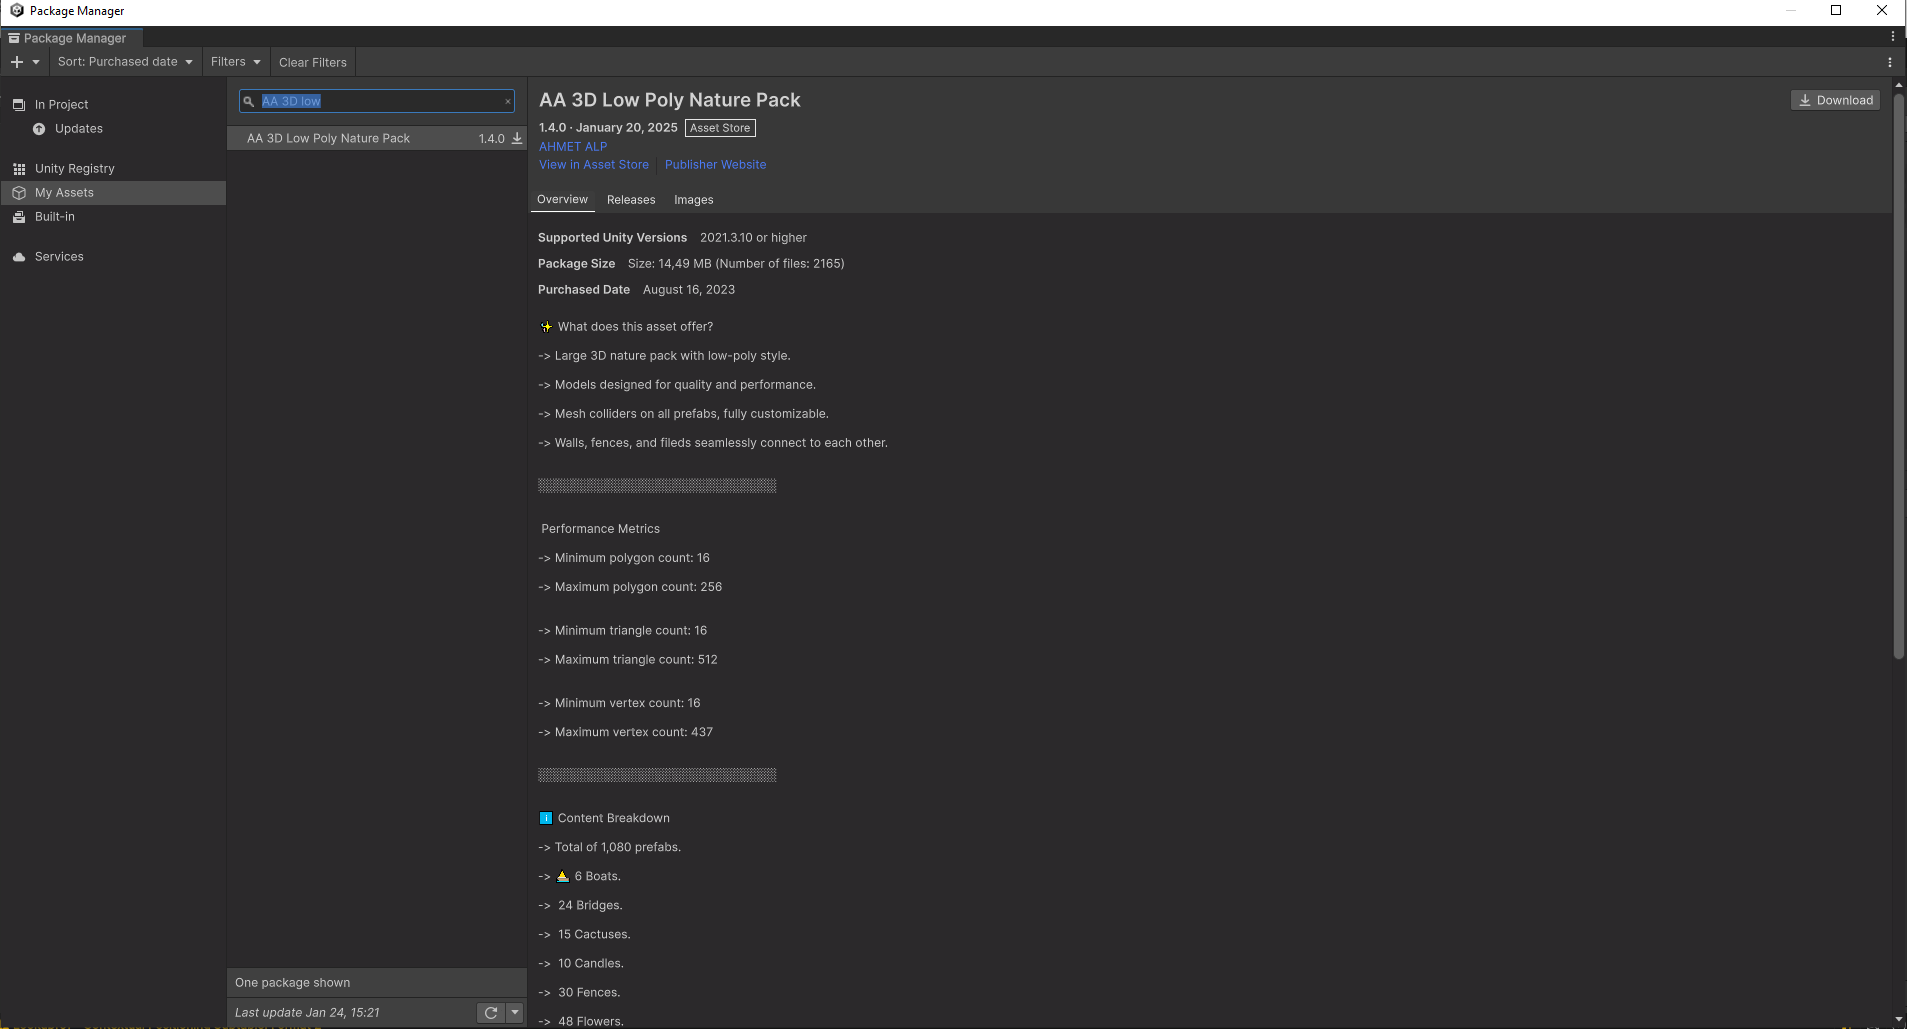 Package Manager
Package Manager
Sort: Purchased date
Filters
Clear Filters
In Project
Updates
Unity Registry
My Assets
Built-in
Services
AA 3D low
AA 3D Low Poly Nature Pack 1.4.0
One package shown
Last update Jan 24, 15:21
AA 3D Low Poly Nature Pack
Download
1.4.0 · January 20, 2025 Asset Store
AHMET ALP
View in Asset Store Publisher Website
Overview Releases Images
Supported Unity Versions 2021.3.10 or higher
Package Size Size: 14,49 MB (Number of files: 2165)
Purchased Date August 16, 2023
✨ What does this asset offer?
-> Large 3D nature pack with low-poly style.
-> Models designed for quality and performance.
-> Mesh colliders on all prefabs, fully customizable.
-> Walls, fences, and fileds seamlessly connect to each other.
Performance Metrics
-> Minimum polygon count: 16
-> Maximum polygon count: 256
-> Minimum triangle count: 16
-> Maximum triangle count: 512
-> Minimum vertex count: 16
-> Maximum vertex count: 437
ℹ️ Content Breakdown
-> Total of 1,080 prefabs.
-> ⛵ 6 Boats.
-> 24 Bridges.
-> 15 Cactuses.
-> 10 Candles.
-> 30 Fences.
-> 48 Flowers.